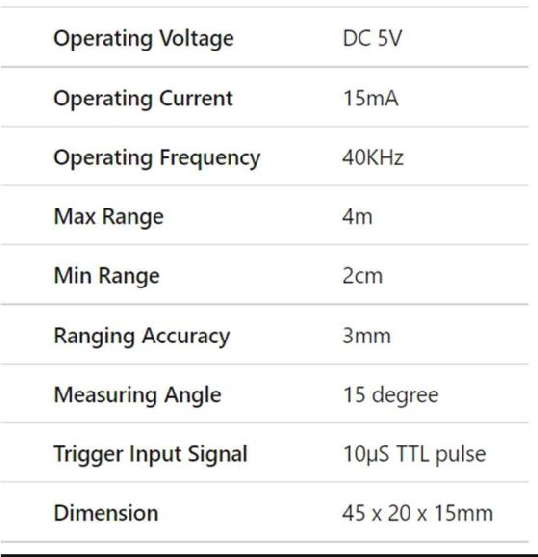 Operating Voltage DC 5V
Operating Current 15mA
Operating Frequency 40KHz
Max Range 4m
Min Range 2cm
Ranging Accuracy 3mm
Measuring Angle 15 degree
Trigger Input Signal 10µS TTL pulse
Dimension 45 x 20 x 15mm